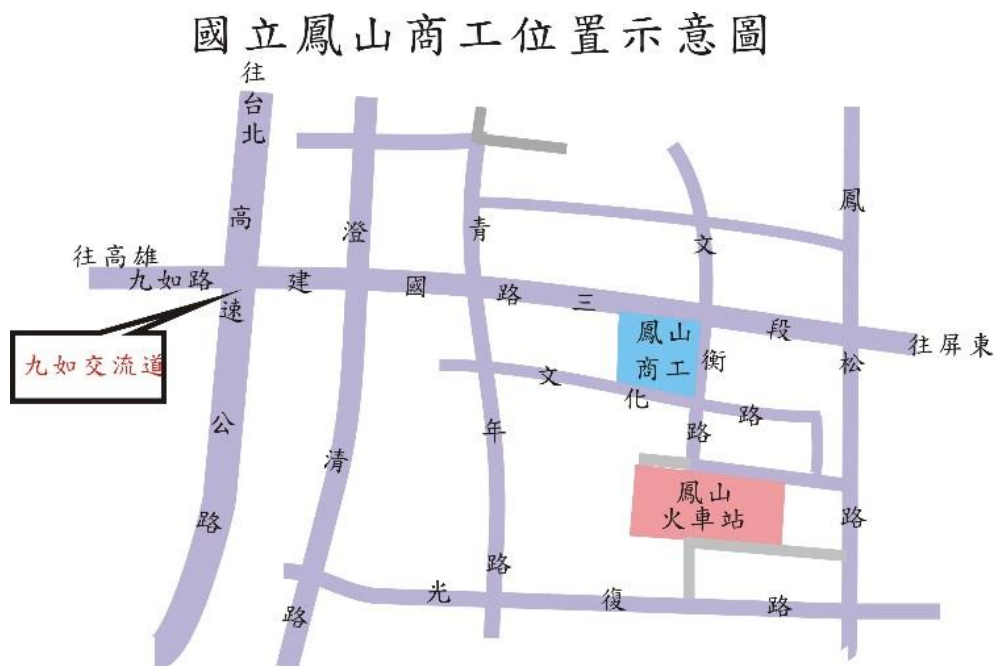 國立鳳山商工位置示意圖
往台北
高速公路
澄清路
青年路
文衡路
鳳松路
往高雄
九如路
建國路三段
往屏東
九如交流道
鳳山
商工
文化路
鳳山
火車站
光復路